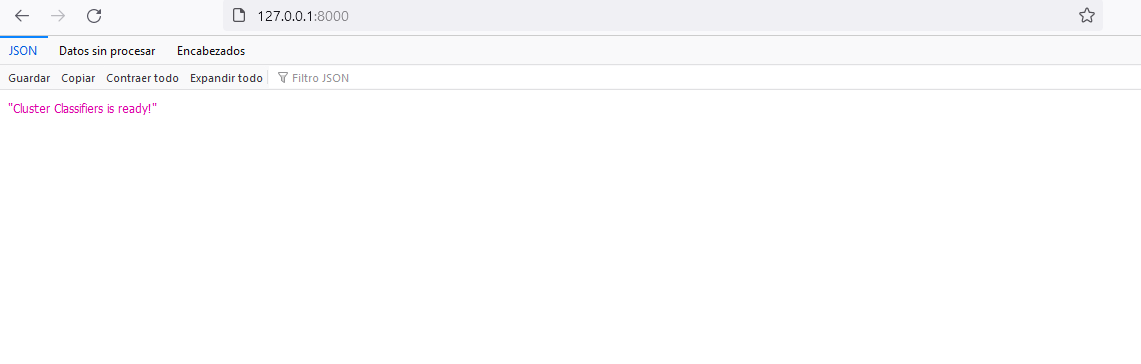 127.0.0.1:8000
JSON Datos sin procesar Encabezados
Guardar Copiar Contraer todo Expandir todo Filtro JSON
"Cluster Classifiers is ready!"